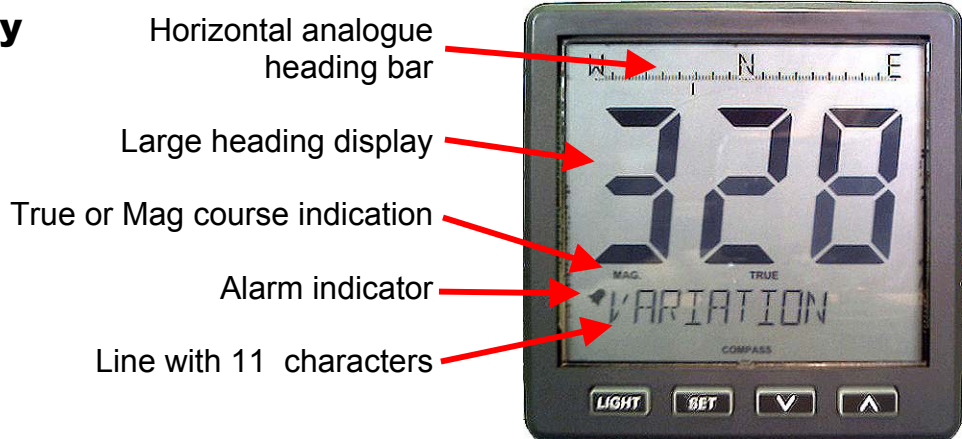 y
Horizontal analogue
heading bar
Large heading display
True or Mag course indication
Alarm indicator
Line with 11 characters
W N E
328
MAG. TRUE
VARIATION
COMPASS
LIGHT SET